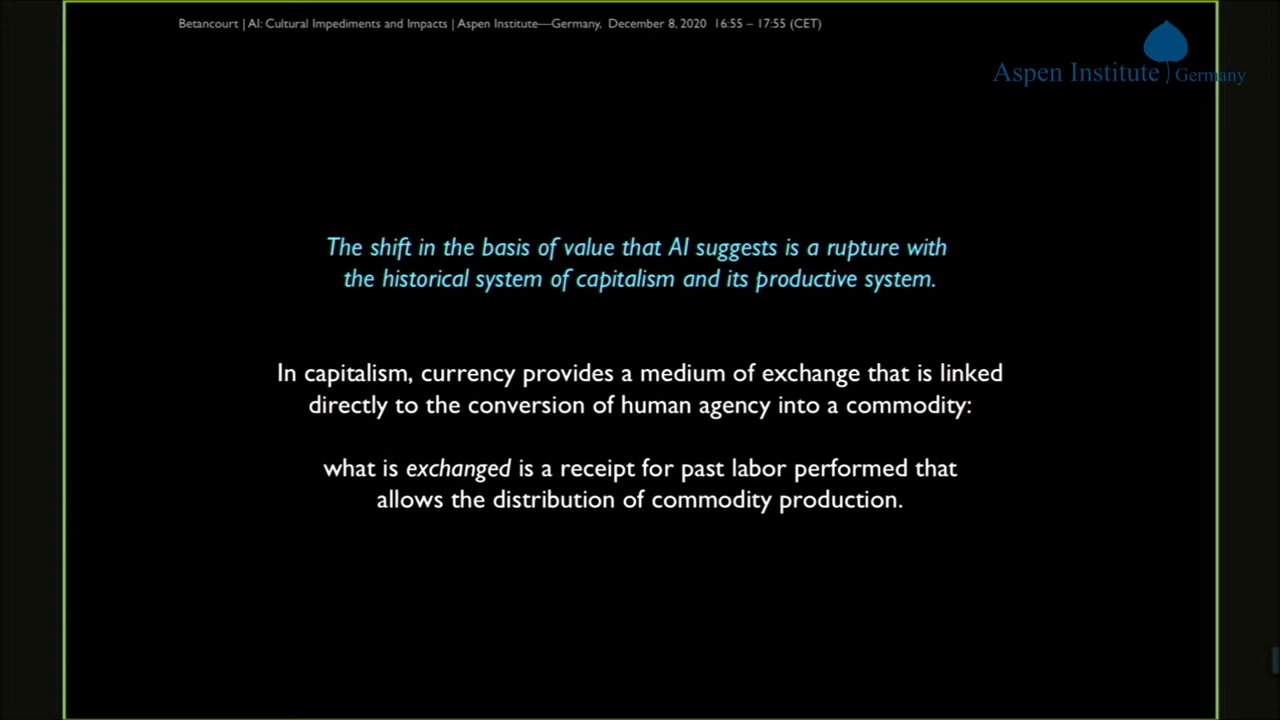 Betancourt | AI: Cultural Impediments and Impacts | Aspen Institute—Germany, December 8, 2020 16:55 – 17:55 (CET)
Aspen Institute Germany
The shift in the basis of value that AI suggests is a rupture with
the historical system of capitalism and its productive system.
In capitalism, currency provides a medium of exchange that is linked
directly to the conversion of human agency into a commodity:
what is exchanged is a receipt for past labor performed that
allows the distribution of commodity production.